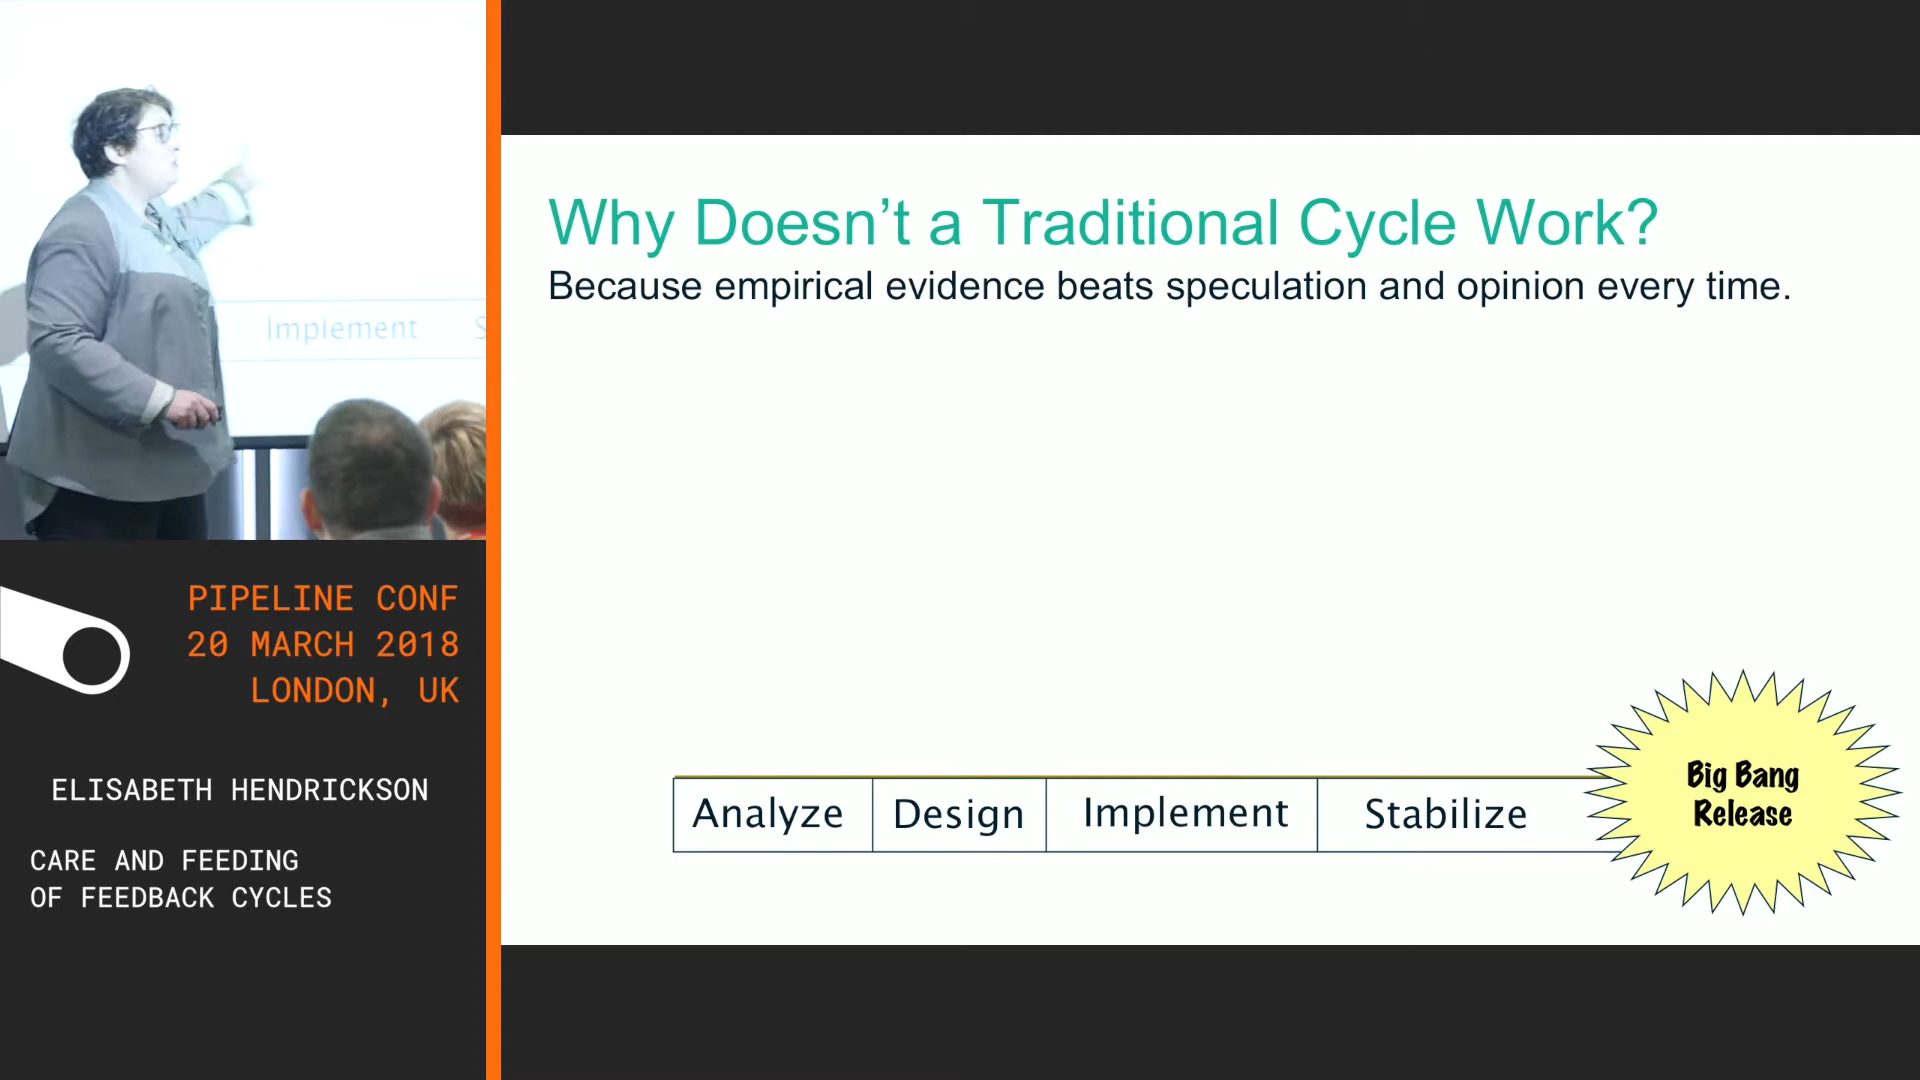 Implement
PIPELINE CONF
20 MARCH 2018
LONDON, UK
ELISABETH HENDRICKSON
CARE AND FEEDING
OF FEEDBACK CYCLES
Why Doesn’t a Traditional Cycle Work?
Because empirical evidence beats speculation and opinion every time.
Analyze Design Implement Stabilize
Big Bang
Release